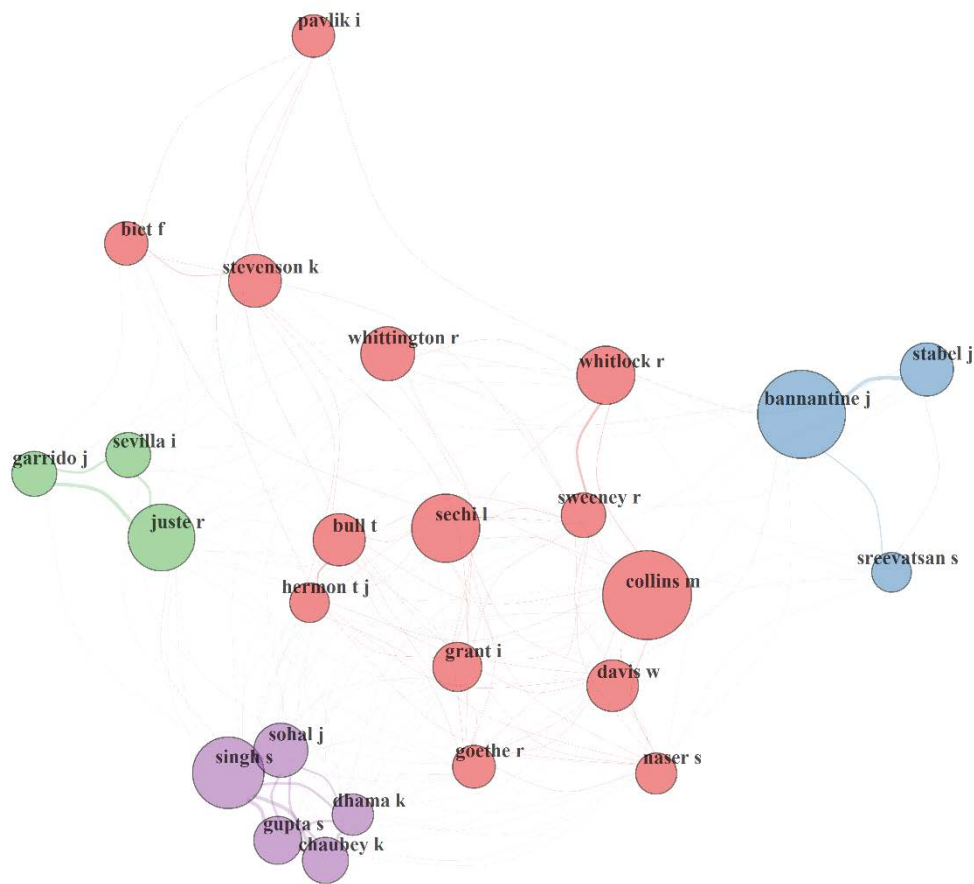 pavlik i
biet f
stevenson k
whittington r
whitlock r
stabel j
bannantine j
sevilla i
garrido j
juste r
bull t
sechi l
sweeney r
sreevatsan s
hermon t j
collins m
grant i
davis w
sohal j
singh s
goethe r
naser s
dhama k
gupta s
chaubey k